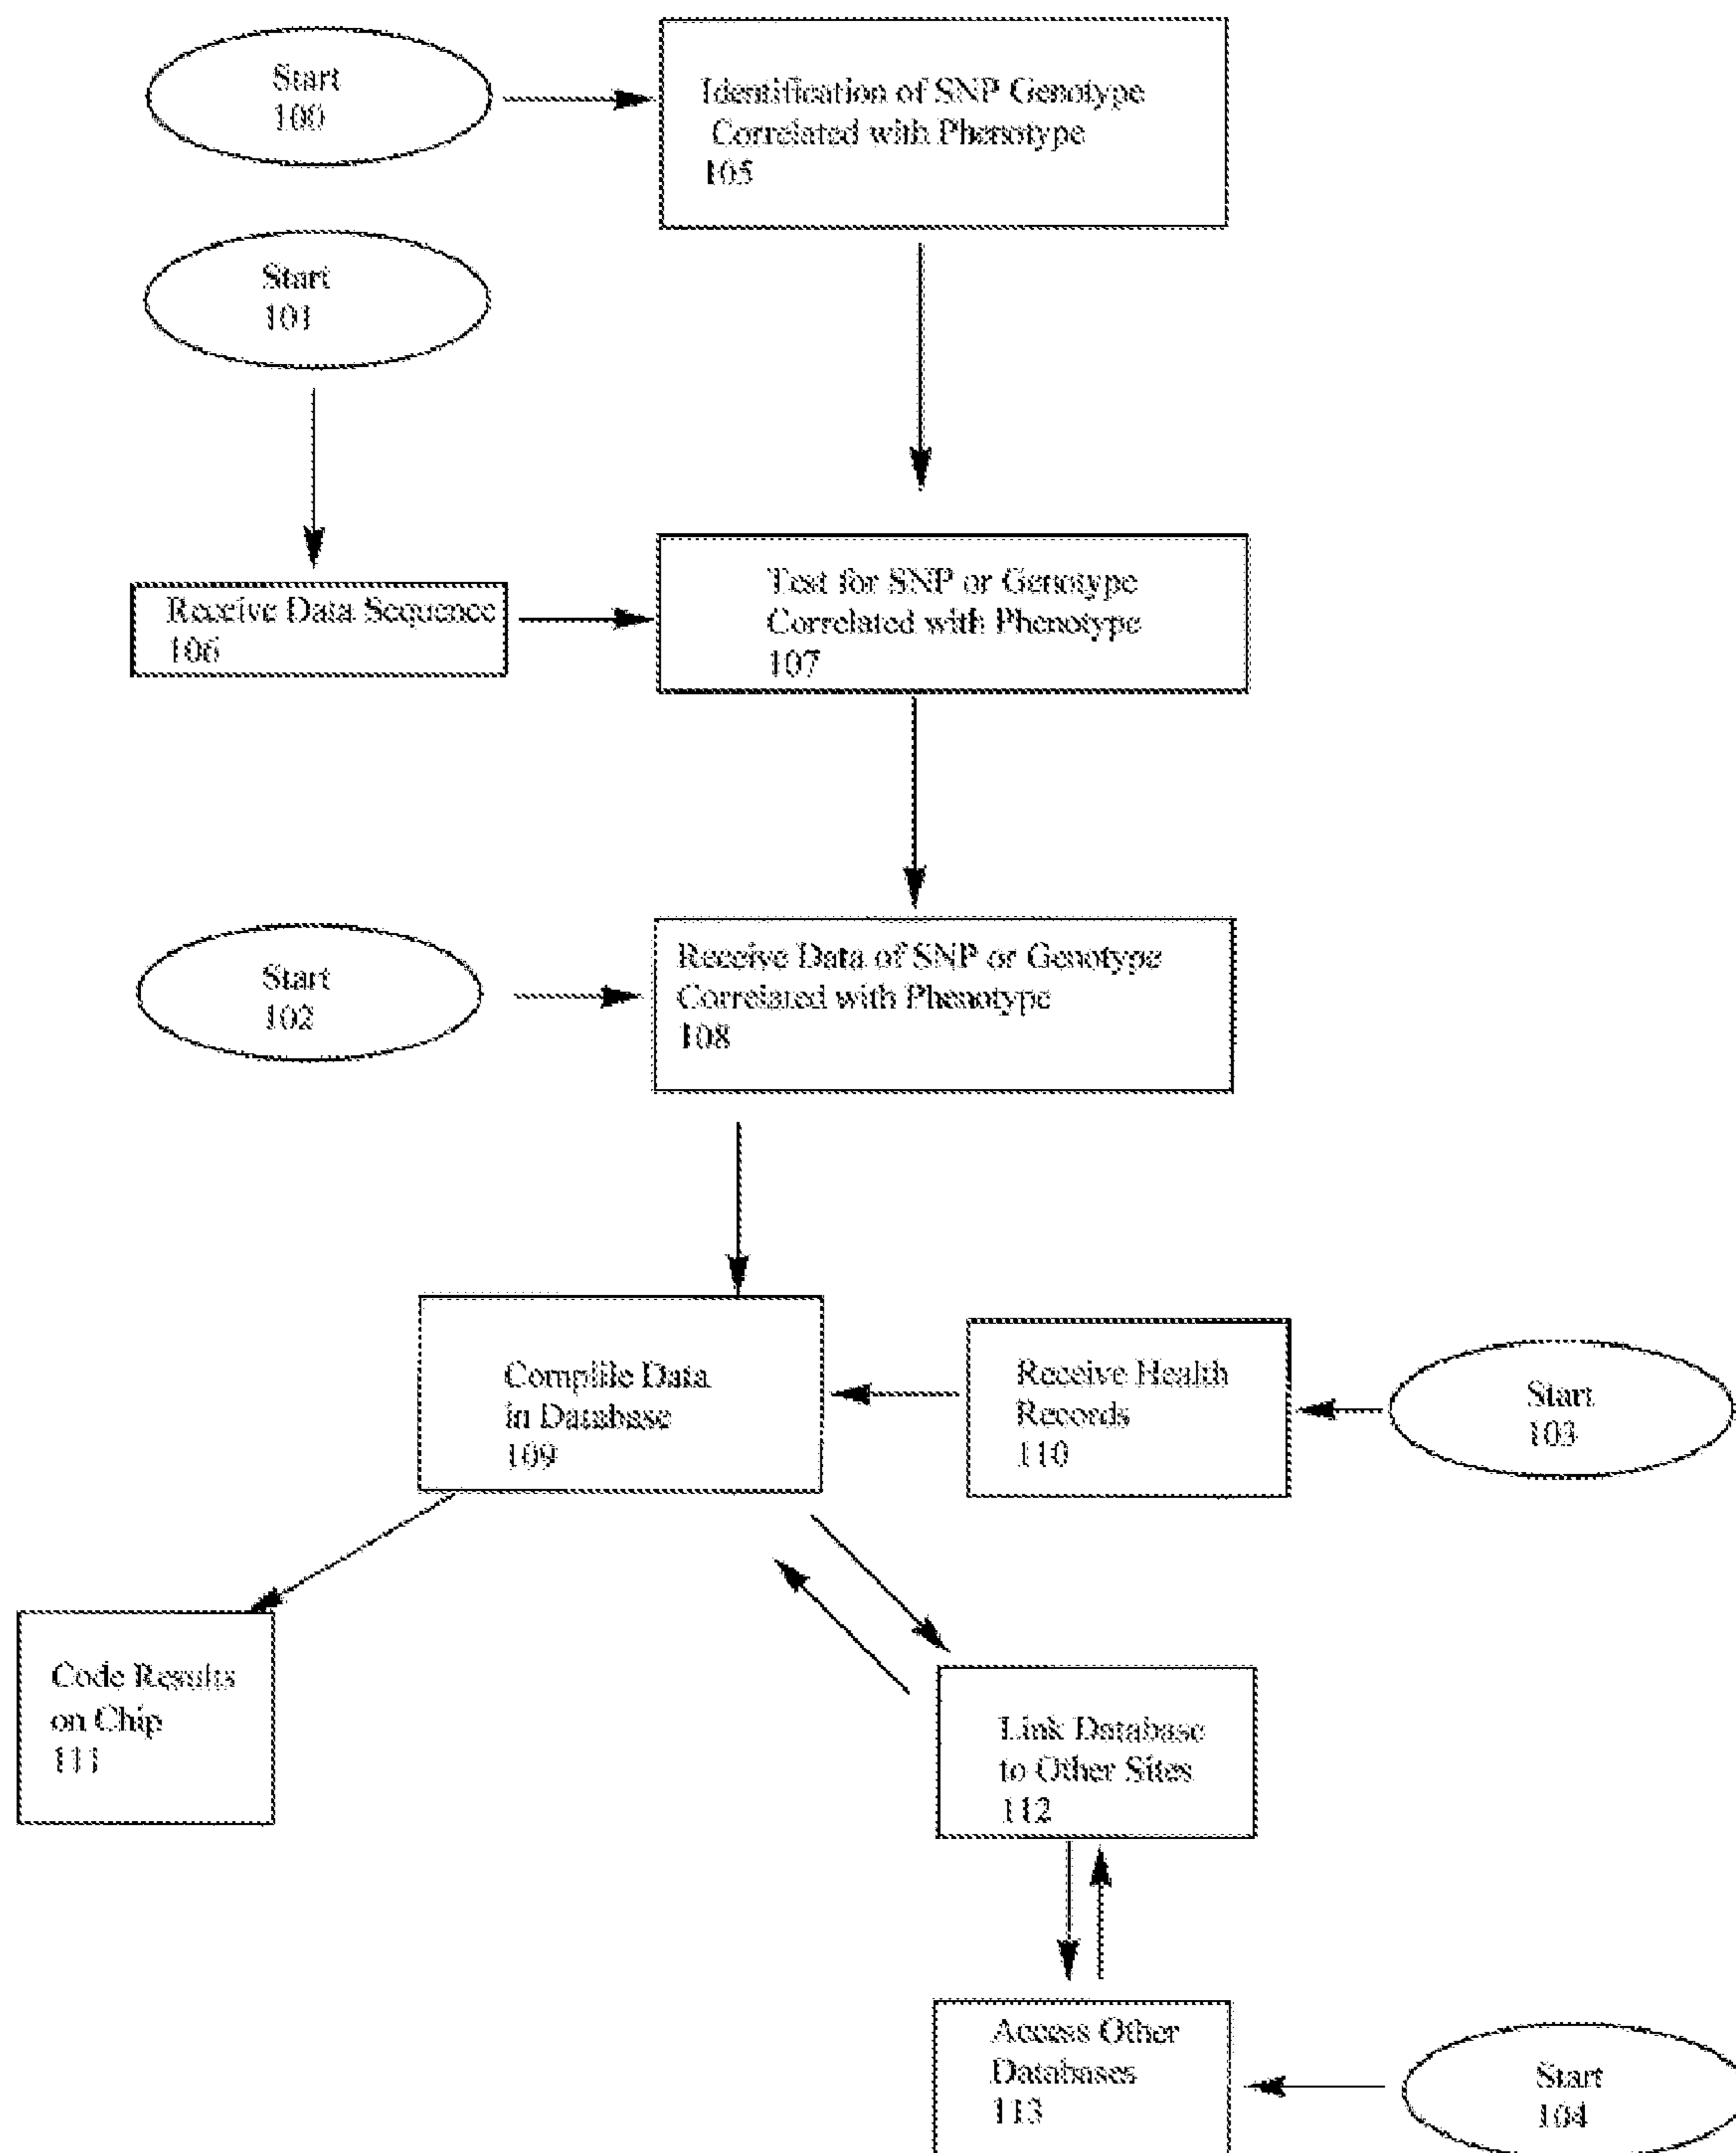 Start
100
Identification of SNP Genotype
Correlated with Phenotype
105
Start
101
Receive Data Sequence
106
Test for SNP or Genotype
Correlated with Phenotype
107
Start
102
Receive Data of SNP or Genotype
Correlated with Phenotype
108
Complile Data
in Database
109
Receive Health
Records
110
Start
103
Code Results
on Chip
111
Link Database
to Other Sites
112
Access Other
Databases
113
Start
104